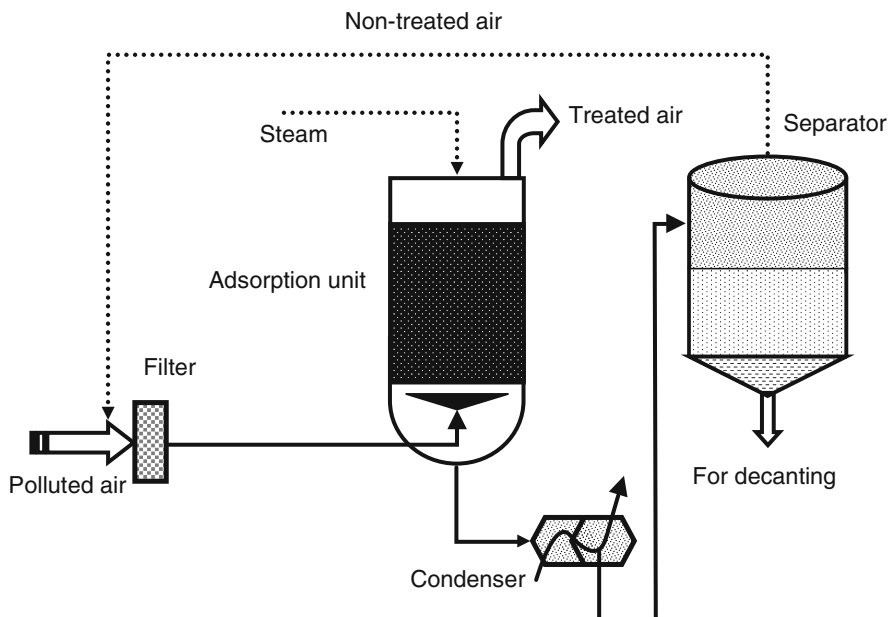 Non-treated air
Treated air
Steam
Separator
Adsorption unit
Filter
Polluted air
For decanting
Condenser